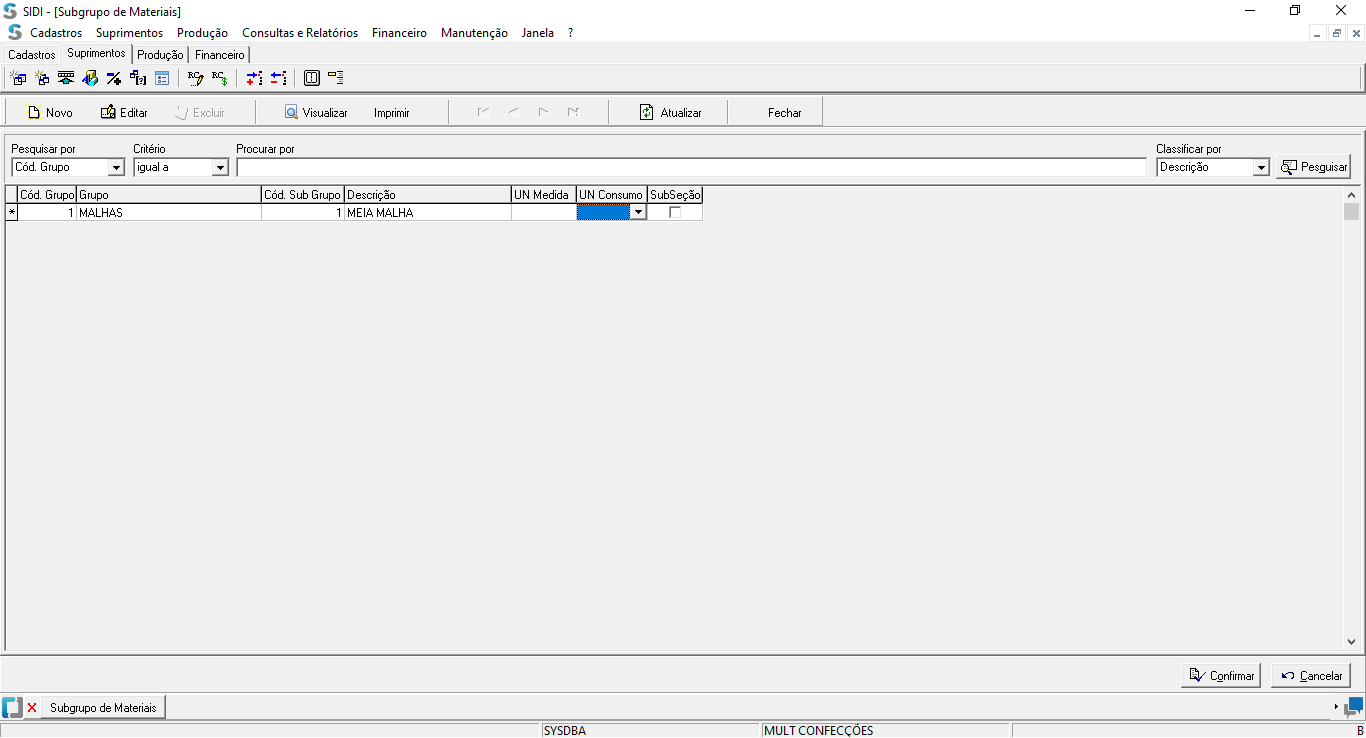 SIDI - [Subgrupo de Materiais]
Cadastros Suprimentos Produção Consultas e Relatórios Financeiro Manutenção Janela ?
Cadastros Suprimentos Produção Financeiro
Novo Editar Excluir Visualizar Imprimir Atualizar Fechar
Pesquisar por Critério Procurar por Classificar por
Cód. Grupo igual a Descrição Pesquisar
Cód. Grupo Grupo Cód. Sub Grupo Descrição UN Medida UN Consumo SubSeção
* 1 MALHAS 1 MEIA MALHA
Confirmar Cancelar
Subgrupo de Materiais
SYSDBA MULT CONFECÇÕES B